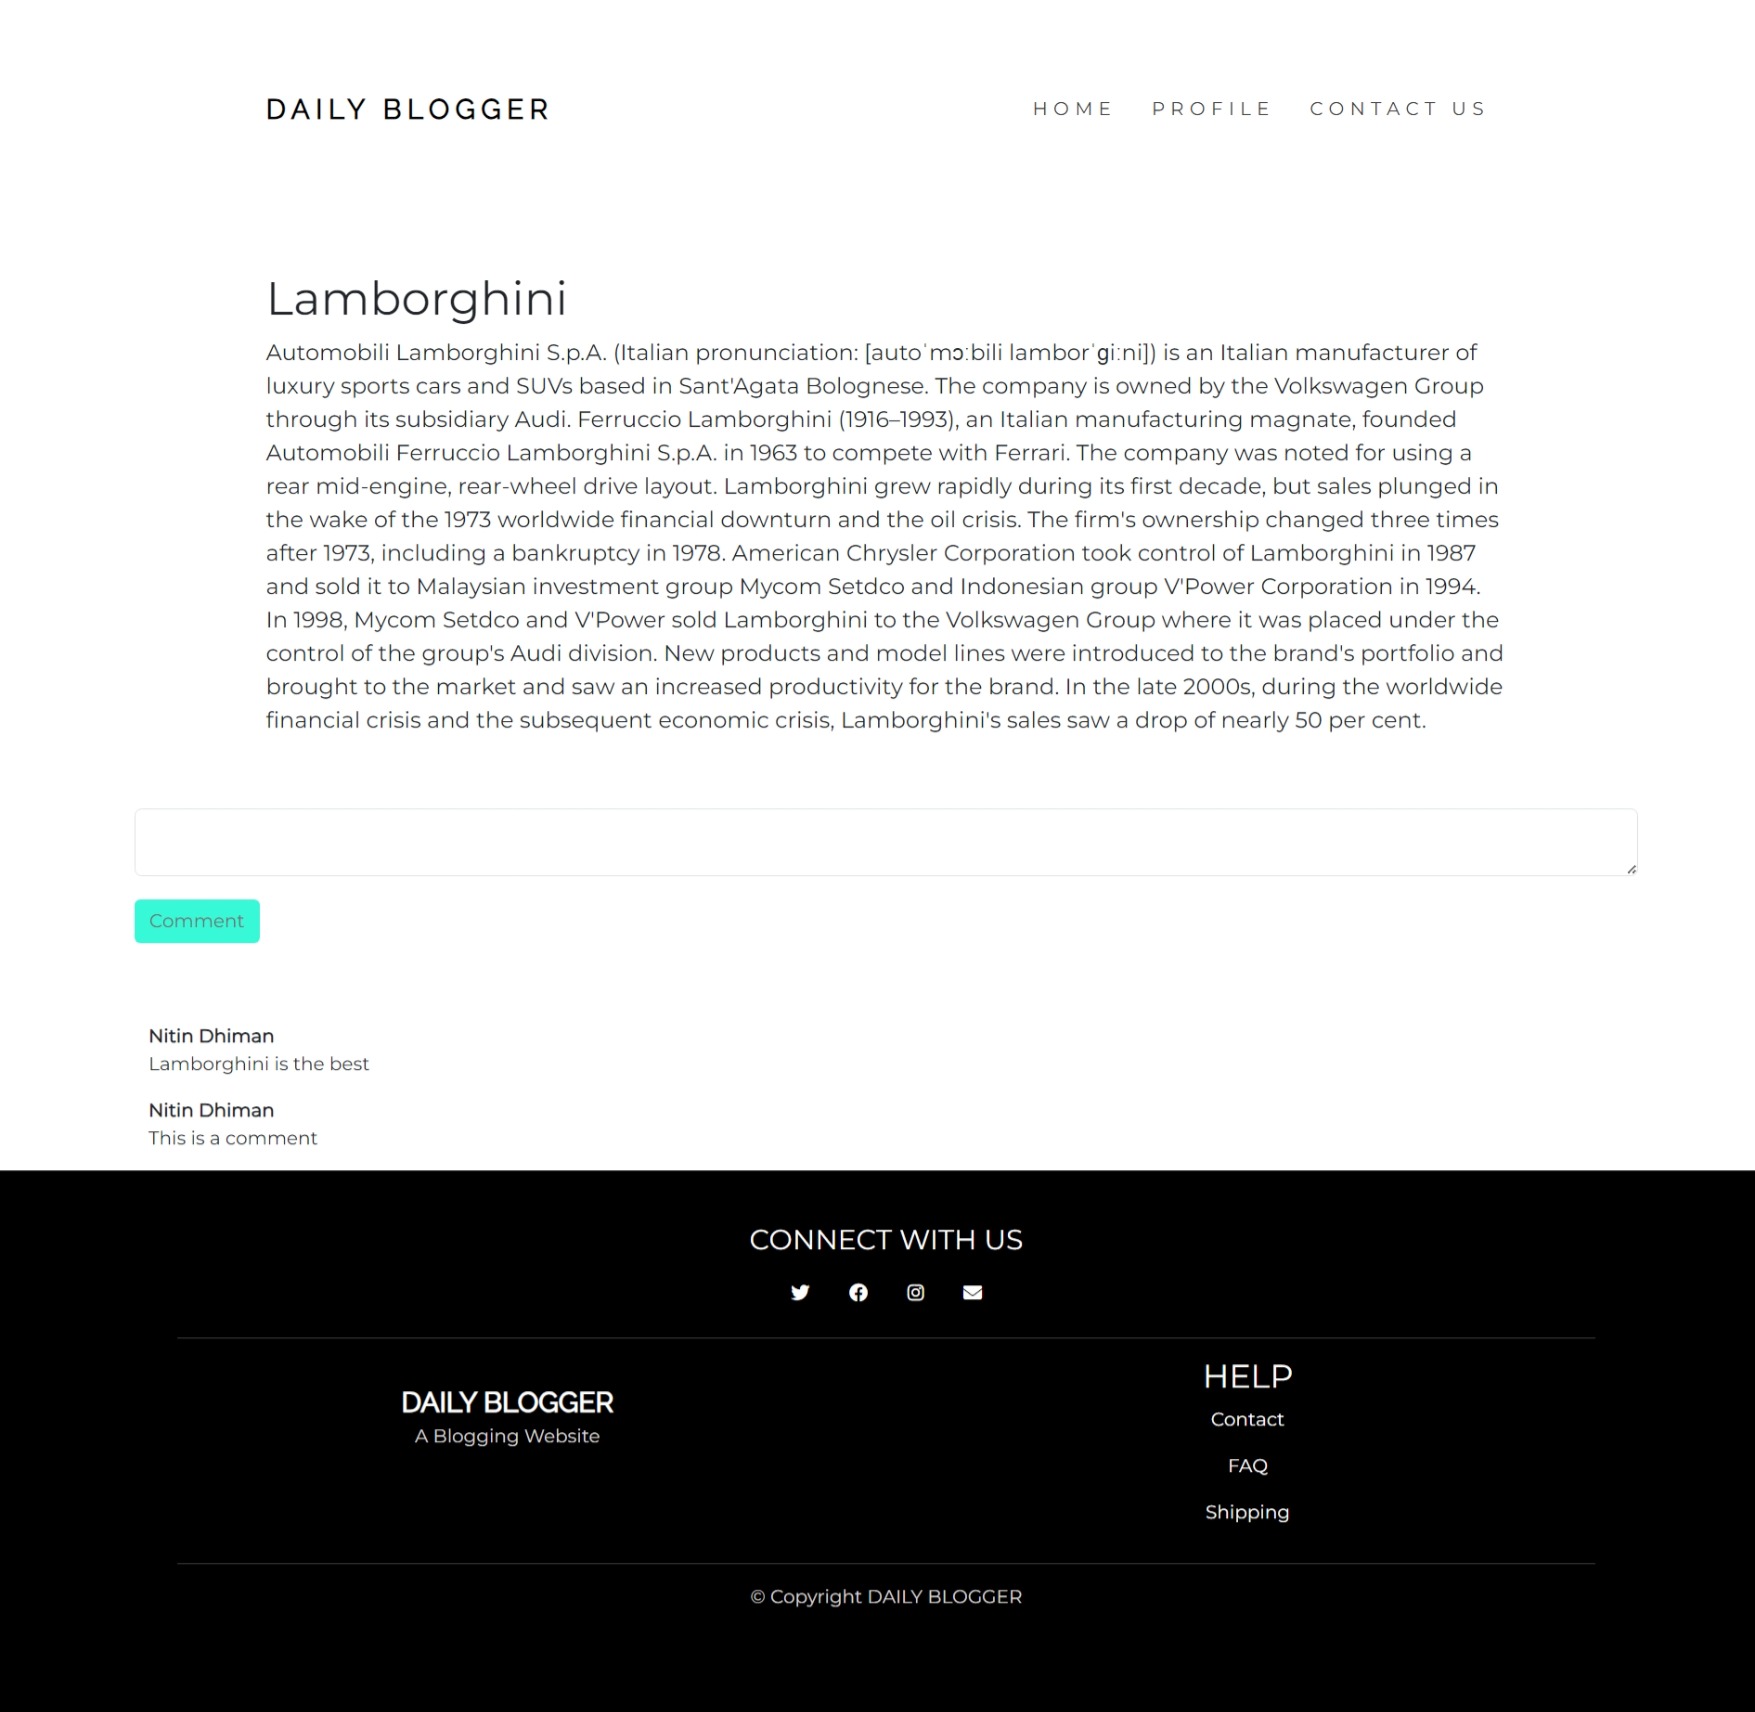 DAILY BLOGGER
HOME PROFILE CONTACT US
Lamborghini
Automobili Lamborghini S.p.A. (Italian pronunciation: [autoˈmɔːbili lamborˈɡiːni]) is an Italian manufacturer of
luxury sports cars and SUVs based in Sant'Agata Bolognese. The company is owned by the Volkswagen Group
through its subsidiary Audi. Ferruccio Lamborghini (1916–1993), an Italian manufacturing magnate, founded
Automobili Ferruccio Lamborghini S.p.A. in 1963 to compete with Ferrari. The company was noted for using a
rear mid-engine, rear-wheel drive layout. Lamborghini grew rapidly during its first decade, but sales plunged in
the wake of the 1973 worldwide financial downturn and the oil crisis. The firm's ownership changed three times
after 1973, including a bankruptcy in 1978. American Chrysler Corporation took control of Lamborghini in 1987
and sold it to Malaysian investment group Mycom Setdco and Indonesian group V'Power Corporation in 1994.
In 1998, Mycom Setdco and V'Power sold Lamborghini to the Volkswagen Group where it was placed under the
control of the group's Audi division. New products and model lines were introduced to the brand's portfolio and
brought to the market and saw an increased productivity for the brand. In the late 2000s, during the worldwide
financial crisis and the subsequent economic crisis, Lamborghini's sales saw a drop of nearly 50 per cent.
Comment
Nitin Dhiman
Lamborghini is the best
Nitin Dhiman
This is a comment
CONNECT WITH US
DAILY BLOGGER
A Blogging Website
HELP
Contact
FAQ
Shipping
© Copyright DAILY BLOGGER